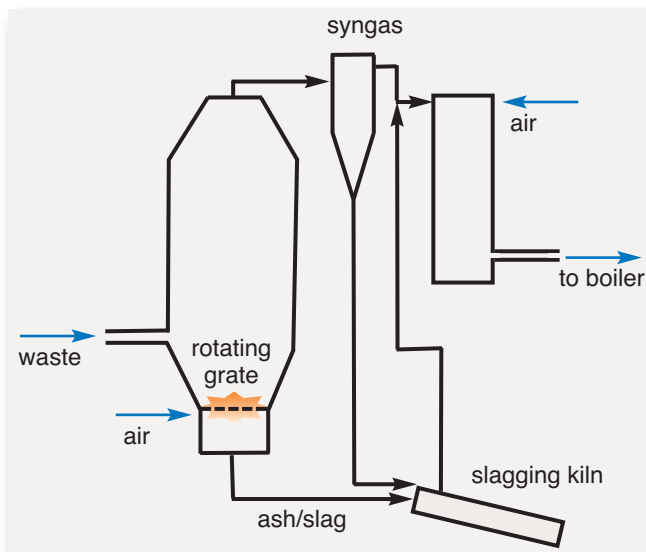 syngas
air
to boiler
waste
rotating
grate
air
slagging kiln
ash/slag